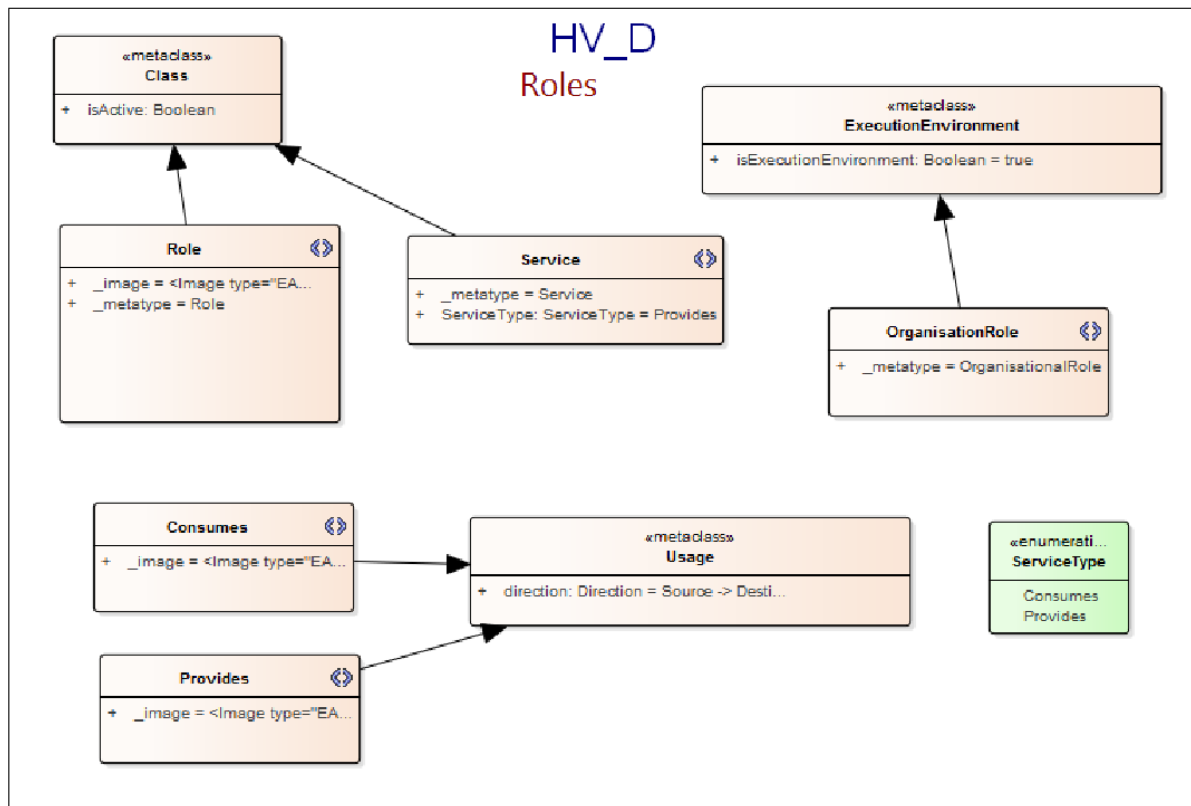 HV_D
Roles
«metaclass»
Class
+ isActive: Boolean
«metaclass»
ExecutionEnvironment
+ isExecutionEnvironment: Boolean = true
Role
+ _image = <Image type="EA...
+ _metatype = Role
Service
+ _metatype = Service
+ ServiceType: ServiceType = Provides
OrganisationRole
+ _metatype = OrganisationalRole
Consumes
+ _image = <Image type="EA...
«metaclass»
Usage
+ direction: Direction = Source -> Desti...
«enumerati...
ServiceType
Consumes
Provides
Provides
+ _image = <Image type="EA...